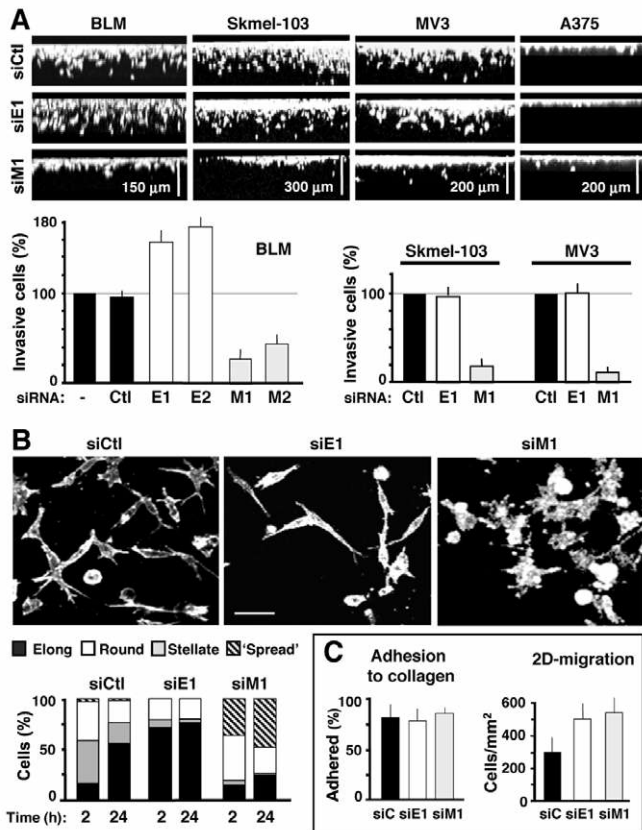 A
BLM Skmel-103 MV3 A375
siCtl
siE1
siM1
150 µm 300 µm 200 µm 200 µm
Invasive cells (%)
180
100
0
BLM
siRNA: - Ctl E1 E2 M1 M2
Invasive cells (%)
Skmel-103 MV3
100
0
siRNA: Ctl E1 M1 Ctl E1 M1
B
siCtl siE1 siM1
Elong Round Stellate 'Spread'
siCtl siE1 siM1
Cells (%)
100
50
0
Time (h): 2 24 2 24 2 24
C
Adhesion
to collagen
Adhered (%)
100
75
25
0
siC siE1 siM1
2D-migration
Cells/mm²
600
400
200
0
siC siE1 siM1